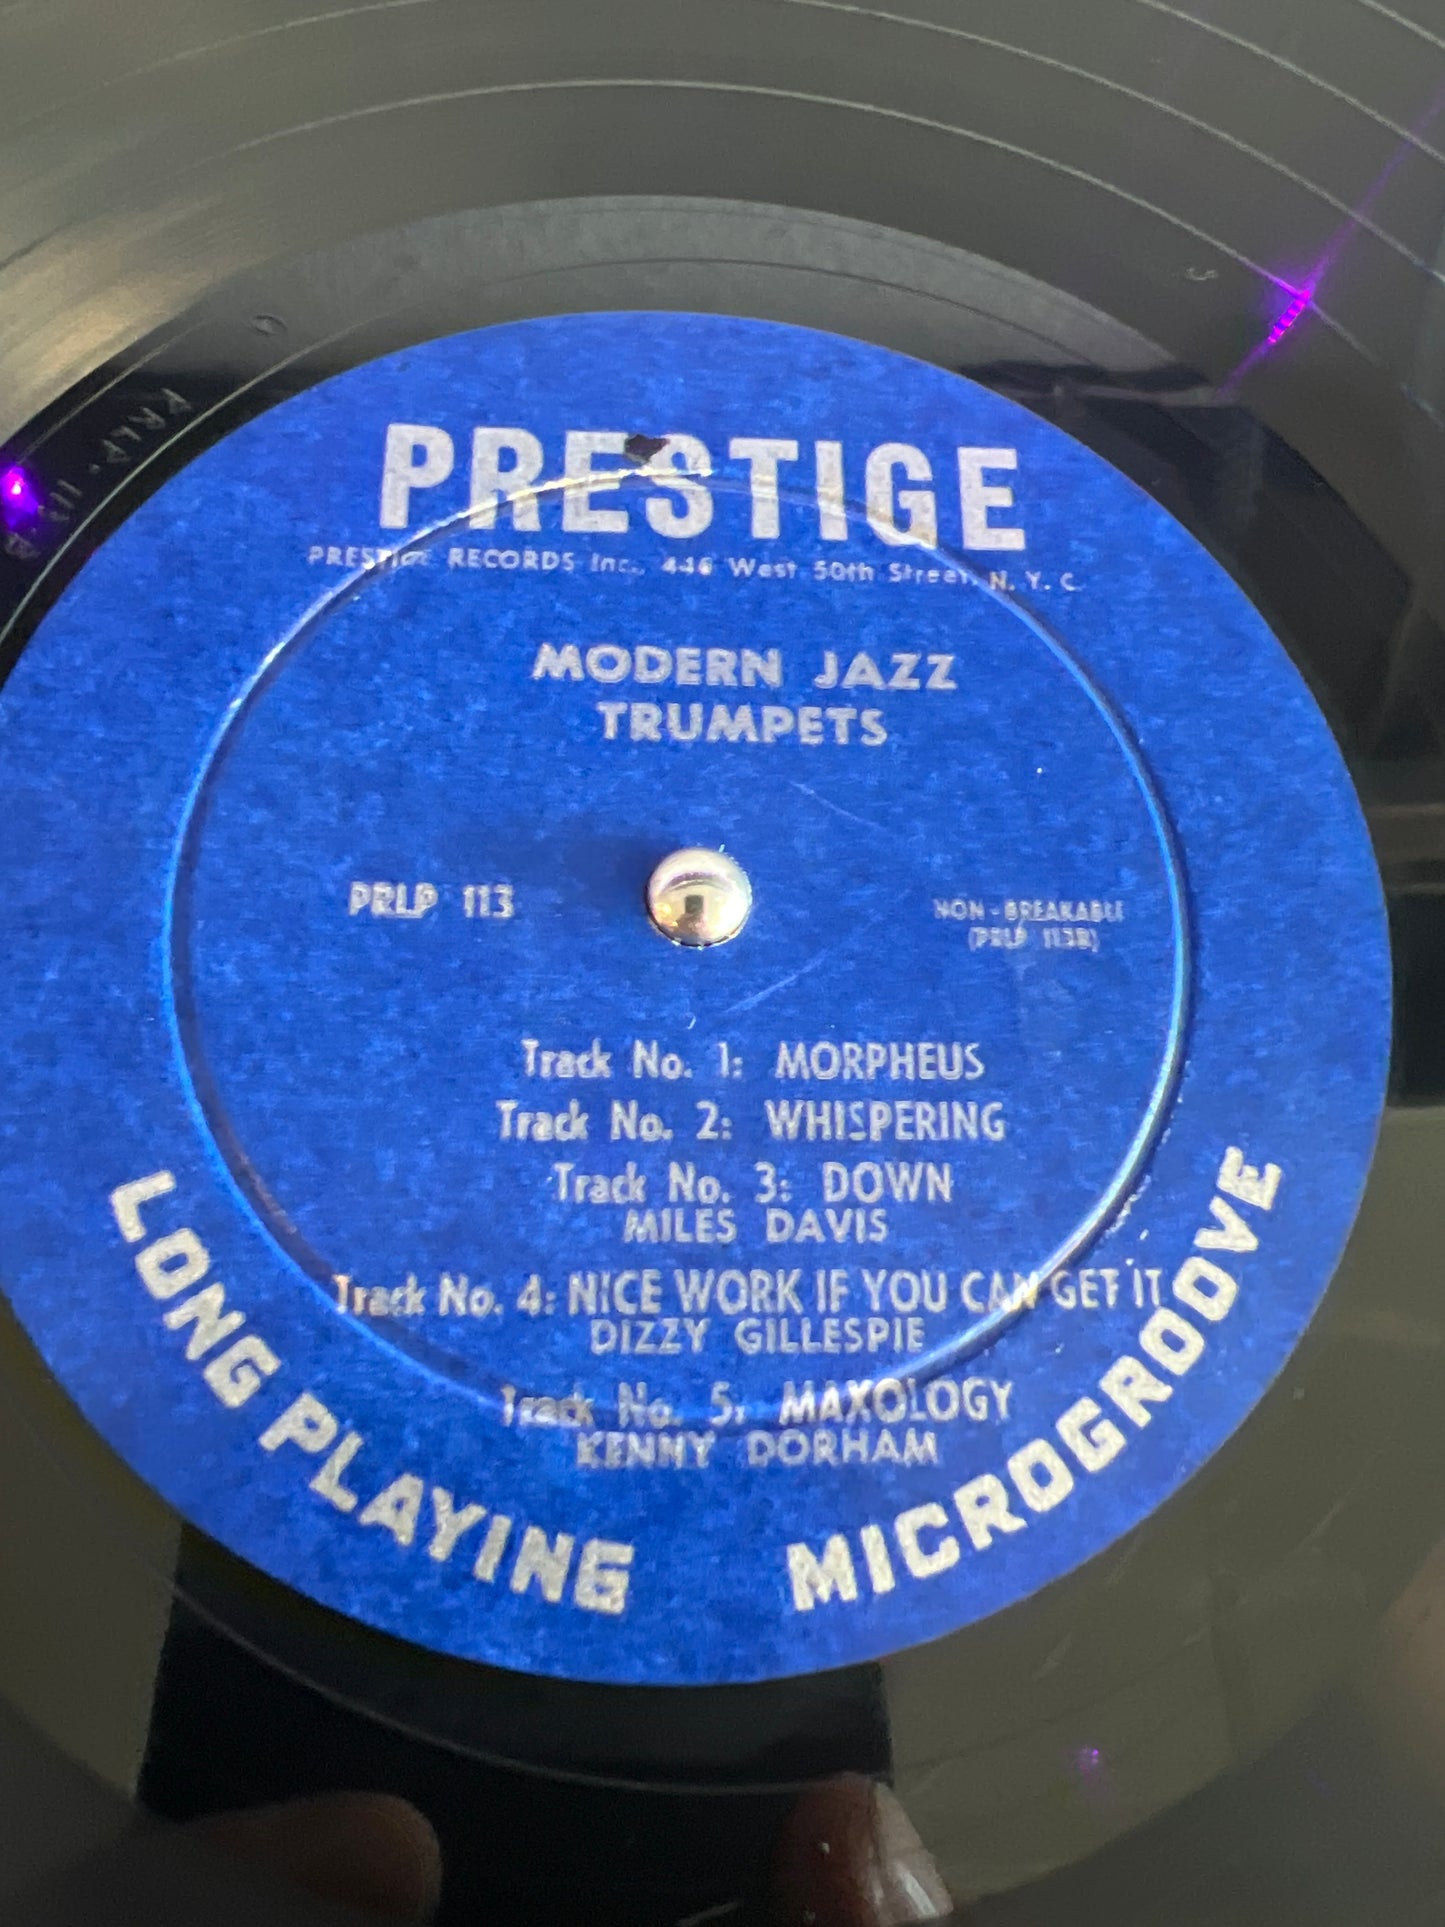 PRESTIGE
PRESTIGE RECORDS Inc., 446 West 50th Street, N. Y. C.
MODERN JAZZ
TRUMPETS
PRLP 113
NON-BREAKABLE
(PRLP 113B)
Track No. 1: MORPHEUS
Track No. 2: WHISPERING
Track No. 3: DOWN
MILES DAVIS
Track No. 4: NICE WORK IF YOU CAN GET IT
DIZZY GILLESPIE
Track No. 5: MAXOLOGY
KENNY DORHAM
LONG PLAYING MICROGROOVE
PRLP.